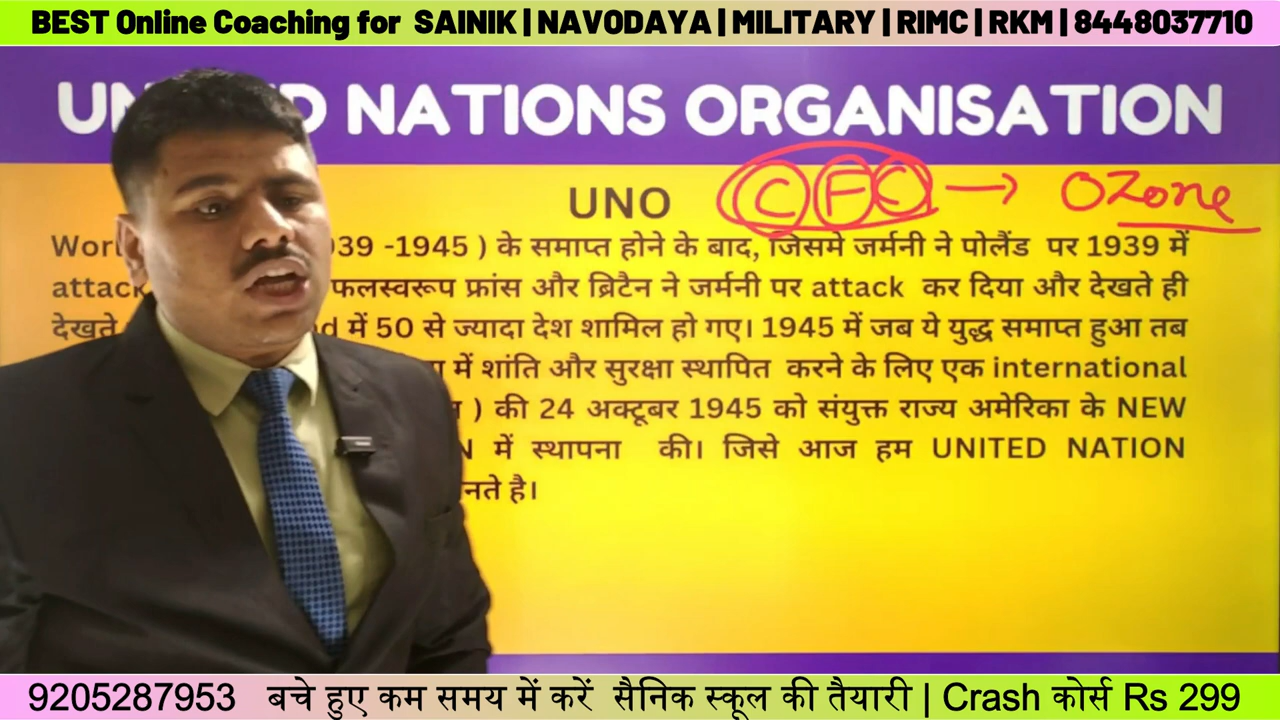 BEST Online Coaching for SAINIK | NAVODAYA | MILITARY | RIMC | RKM | 8448037710
NATIONS ORGANISATION
UNO CFC → Ozone
39 -1945 ) के समाप्त होने के बाद, जिसमे जर्मनी ने पोलैंड पर 1939 में
attack फलस्वरूप फ्रांस और ब्रिटैन ने जर्मनी पर attack कर दिया और देखते ही
देखते में 50 से ज्यादा देश शामिल हो गए। 1945 में जब ये युद्ध समाप्त हुआ तब
में शांति और सुरक्षा स्थापित करने के लिए एक international
) की 24 अक्टूबर 1945 को संयुक्त राज्य अमेरिका के NEW
में स्थापना की। जिसे आज हम UNITED NATION
है।
9205287953 बचे हुए कम समय में करें सैनिक स्कूल की तैयारी | Crash कोर्स Rs 299